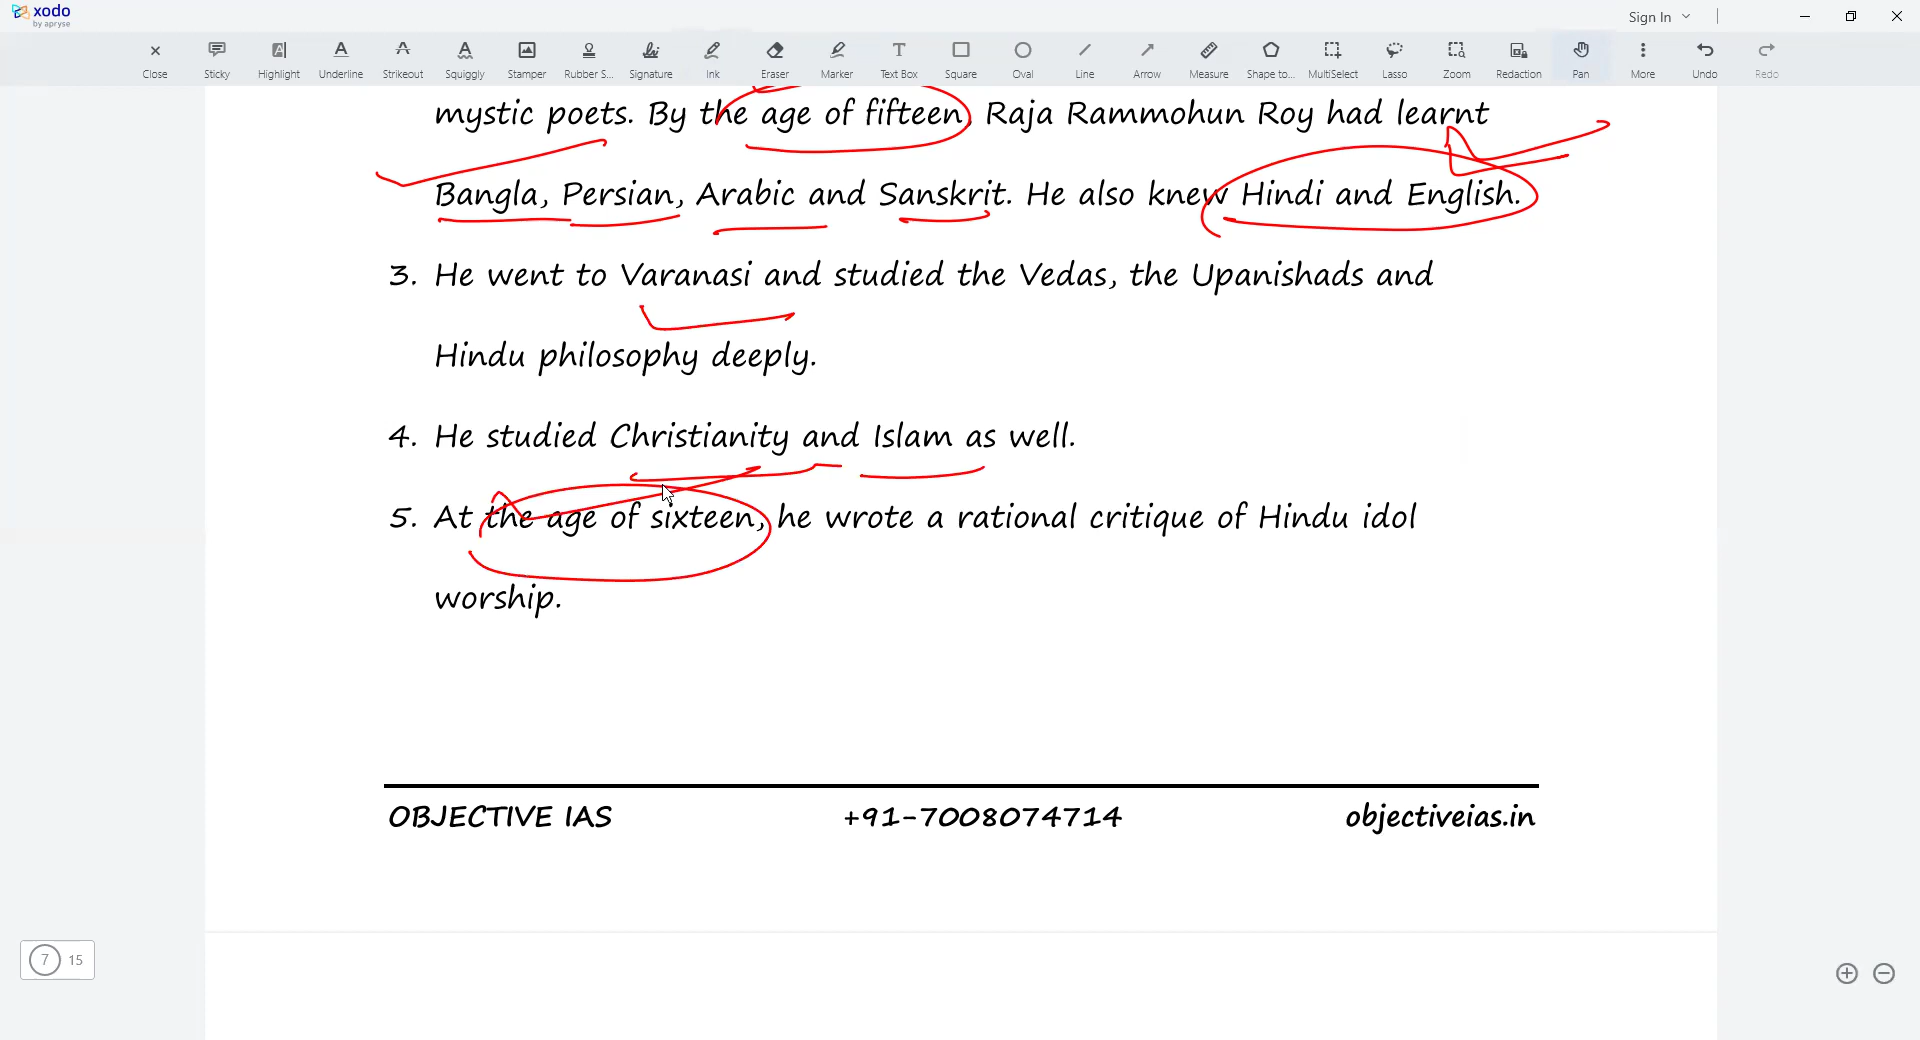 xodo
by apryse
Sign In
Close
Sticky
Highlight
Underline
Strikeout
Squiggly
Stamper
Rubber S...
Signature
Ink
Eraser
Marker
Text Box
Square
Oval
Line
Arrow
Measure
Shape to...
MultiSelect
Lasso
Zoom
Redaction
Pan
More
Undo
Redo
mystic poets. By the age of fifteen, Raja Rammohun Roy had learnt
Bangla, Persian, Arabic and Sanskrit. He also knew Hindi and English.
3. He went to Varanasi and studied the Vedas, the Upanishads and
Hindu philosophy deeply.
4. He studied Christianity and Islam as well.
5. At the age of sixteen, he wrote a rational critique of Hindu idol
worship.
OBJECTIVE IAS +91-7008074714 objectiveias.in
7 15